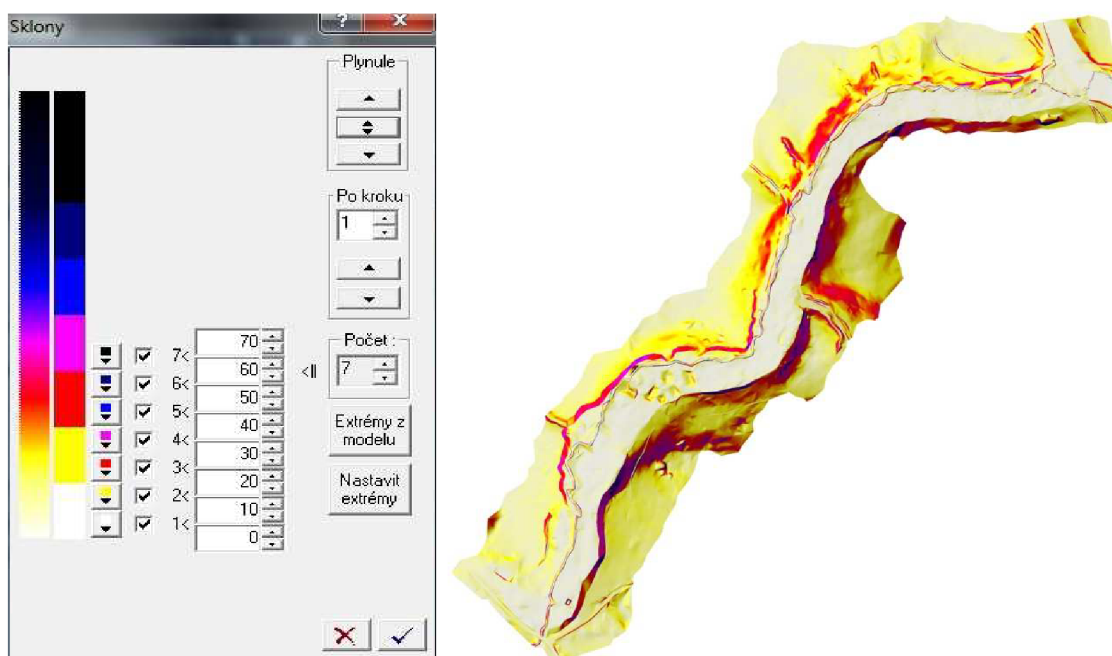 Sklony ? X
Plynule
Po kroku
1
Počet :
7
Extrémy z
modelu
Nastavit
extrémy
70
7<
60
6<
50
5<
40
4<
30
3<
20
2<
10
1<
0
<II